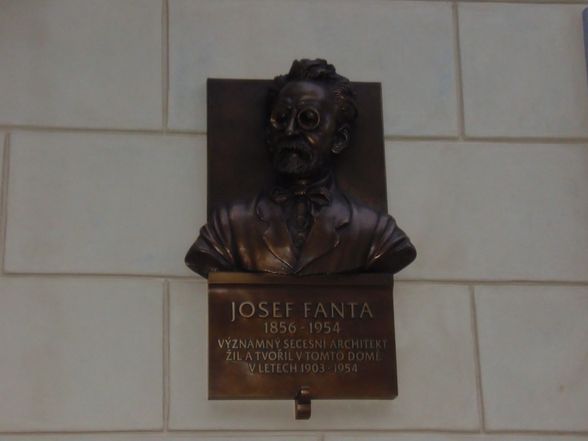 JOSEF FANTA
1856 - 1954
VÝZNAMNÝ SECESNÍ ARCHITEKT
ŽIL A TVOŘIL V TOMTO DOMĚ
V LETECH 1903 - 1954